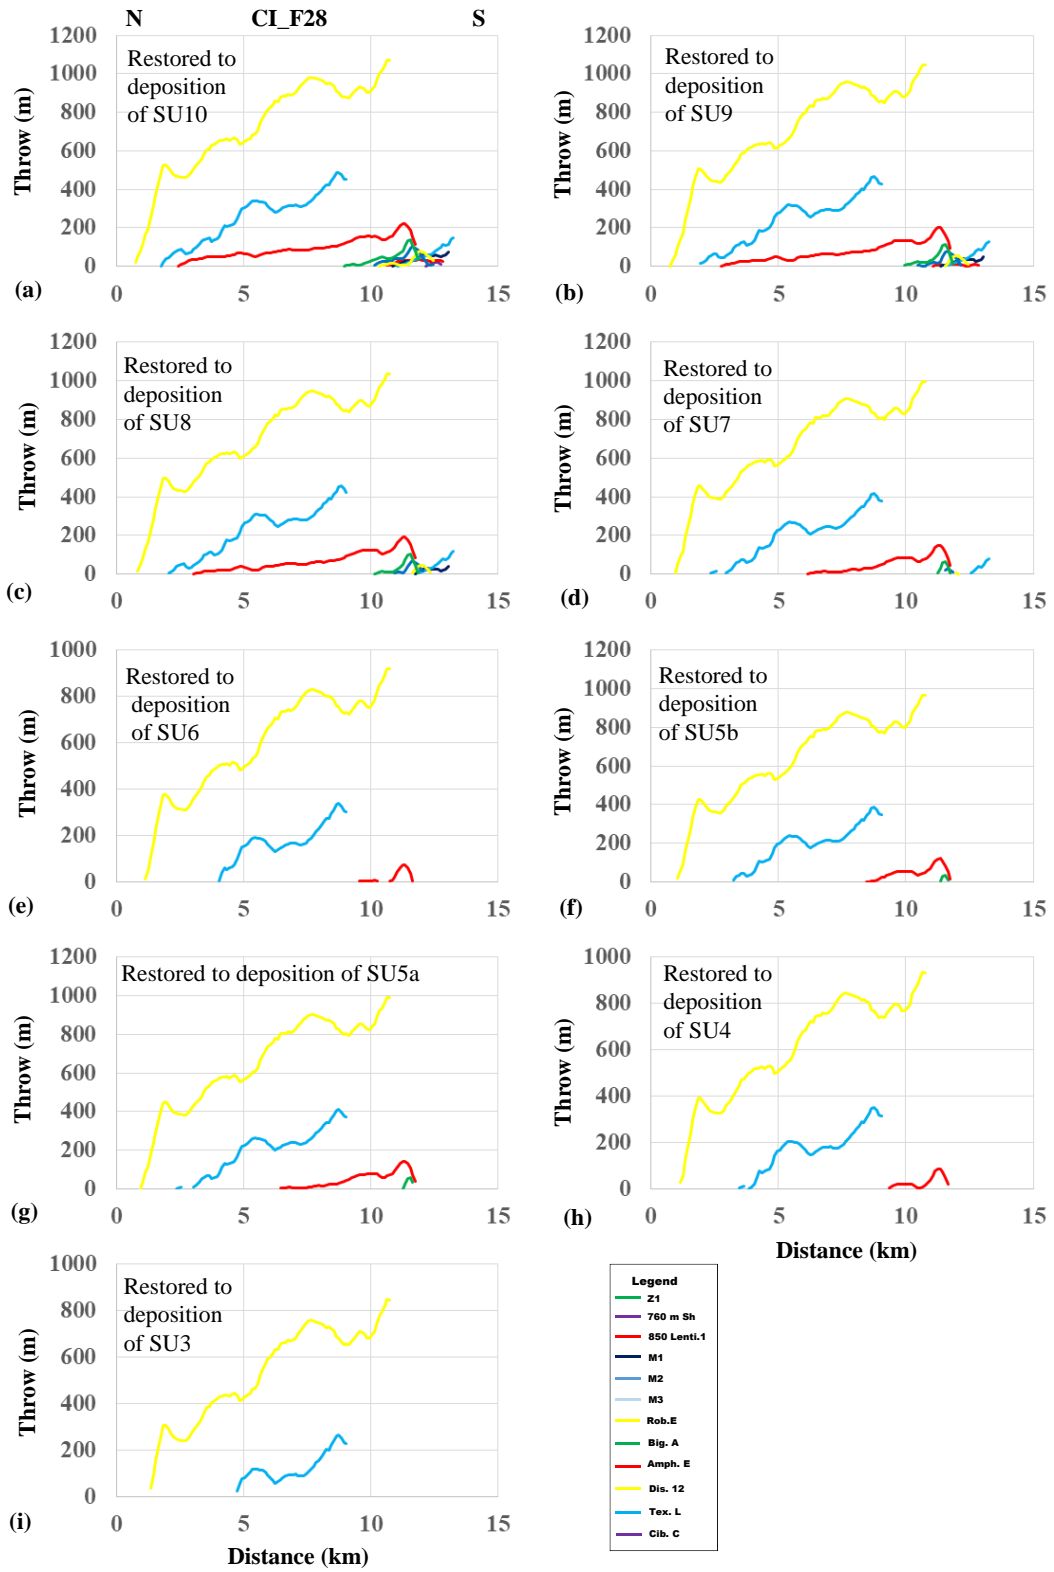 N CI_F28 S
1200
1000
800
600
400
200
0
Throw (m)
Restored to
deposition
of SU10
(a)
0 5 10 15
1200
1000
800
600
400
200
0
Throw (m)
Restored to
deposition
of SU9
(b)
0 5 10 15
1200
1000
800
600
400
200
0
Throw (m)
Restored to
deposition
of SU8
(c)
0 5 10 15
1200
1000
800
600
400
200
0
Throw (m)
Restored to
deposition
of SU7
(d)
0 5 10 15
1000
800
600
400
200
0
Throw (m)
Restored to
deposition
of SU6
(e)
0 5 10 15
1200
1000
800
600
400
200
0
Throw (m)
Restored to
deposition
of SU5b
(f)
0 5 10 15
1200
1000
800
600
400
200
0
Throw (m)
Restored to deposition of SU5a
(g)
0 5 10 15
1000
800
600
400
200
0
Throw (m)
Restored to
deposition
of SU4
(h)
0 5 10 15
Distance (km)
1000
800
600
400
200
0
Throw (m)
Restored to
deposition
of SU3
(i)
0 5 10 15
Distance (km)
Legend
Z1
760 m Sh
850 Lenti.1
M1
M2
M3
Rob.E
Big. A
Amph. E
Dis. 12
Tex. L
Cib. C